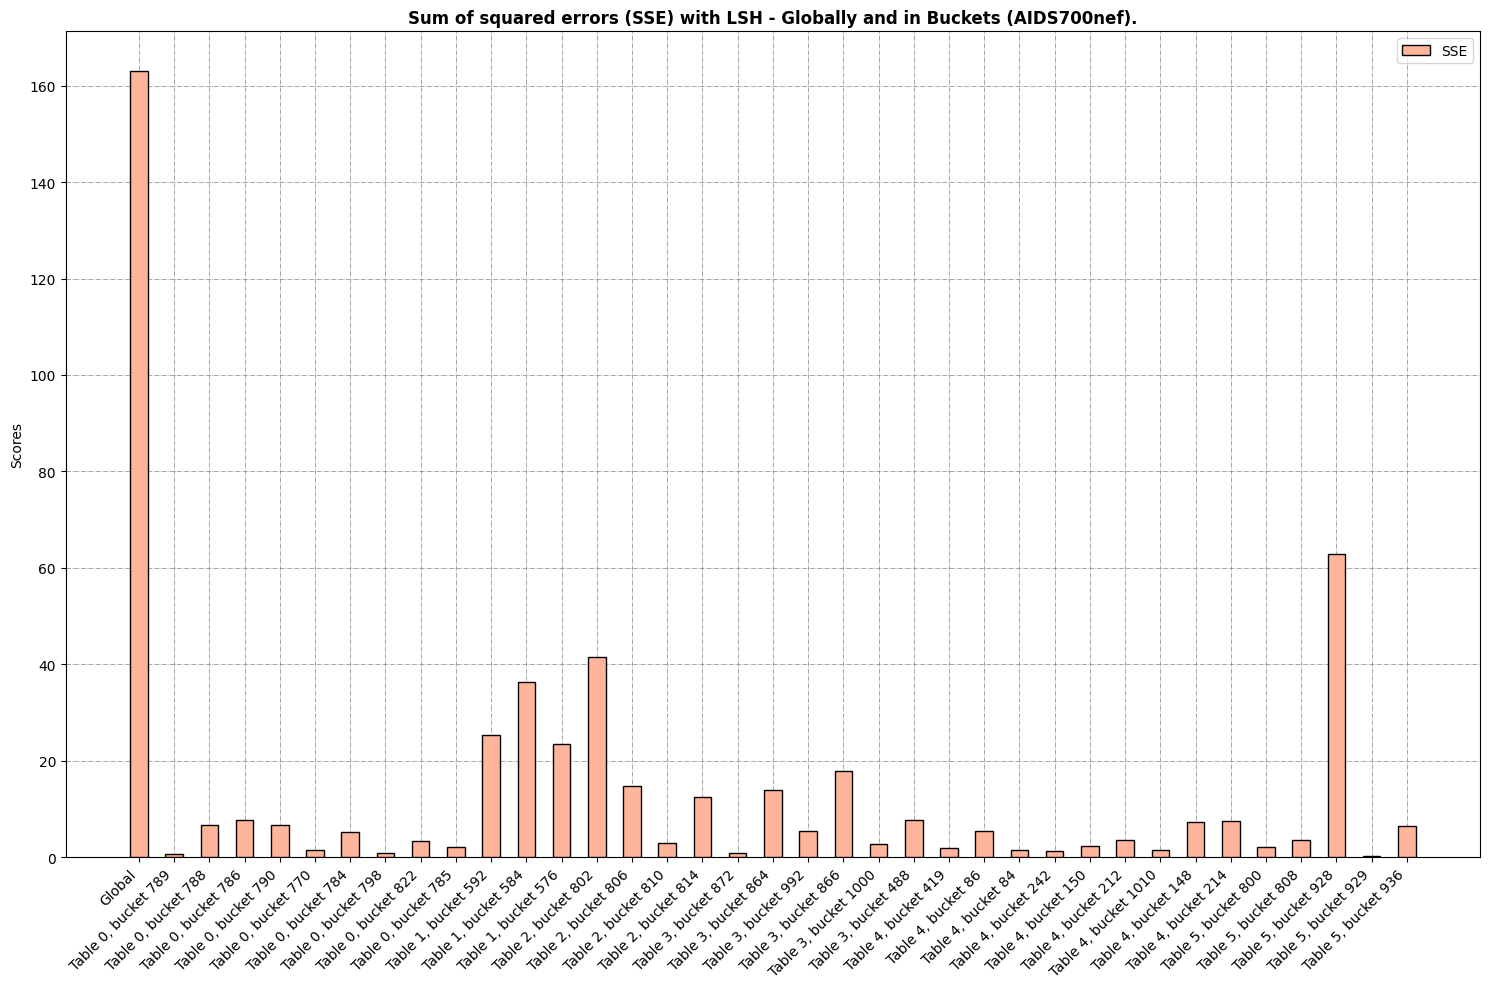 Sum of squared errors (SSE) with LSH - Globally and in Buckets (AIDS700nef).
SSE
Scores
160
140
120
100
80
60
40
20
0
Global
Table 0, bucket 789
Table 0, bucket 788
Table 0, bucket 786
Table 0, bucket 790
Table 0, bucket 770
Table 0, bucket 784
Table 0, bucket 798
Table 0, bucket 822
Table 0, bucket 785
Table 1, bucket 592
Table 1, bucket 584
Table 1, bucket 576
Table 2, bucket 802
Table 2, bucket 806
Table 2, bucket 810
Table 2, bucket 814
Table 3, bucket 872
Table 3, bucket 864
Table 3, bucket 992
Table 3, bucket 866
Table 3, bucket 1000
Table 3, bucket 488
Table 4, bucket 419
Table 4, bucket 86
Table 4, bucket 84
Table 4, bucket 242
Table 4, bucket 150
Table 4, bucket 212
Table 4, bucket 1010
Table 4, bucket 148
Table 4, bucket 214
Table 5, bucket 800
Table 5, bucket 808
Table 5, bucket 928
Table 5, bucket 929
Table 5, bucket 936